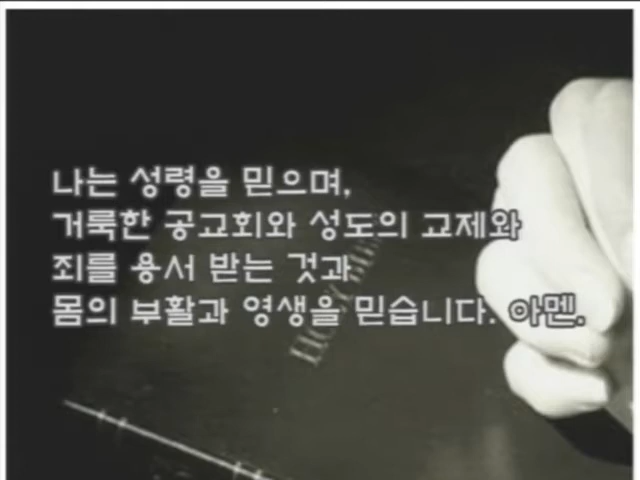 나는 성령을 믿으며,
거룩한 공교회와 성도의 교제와
죄를 용서 받는 것과
몸의 부활과 영생을 믿습니다. 아멘.
HOLY BIBLE